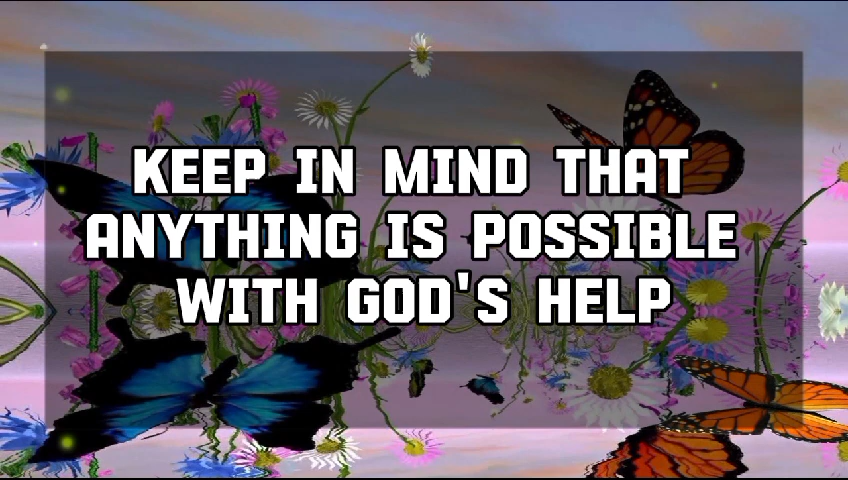 KEEP IN MIND THAT
ANYTHING IS POSSIBLE
WITH GOD'S HELP